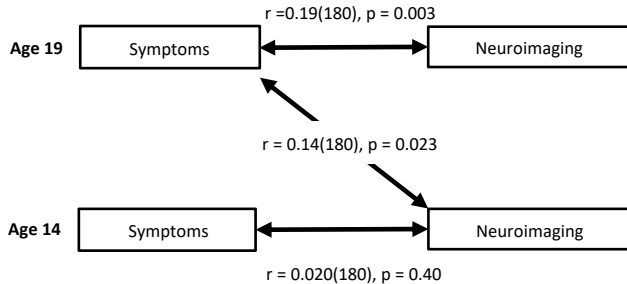 r =0.19(180), p = 0.003
Age 19 Symptoms Neuroimaging
r = 0.14(180), p = 0.023
Age 14 Symptoms Neuroimaging
r = 0.020(180), p = 0.40